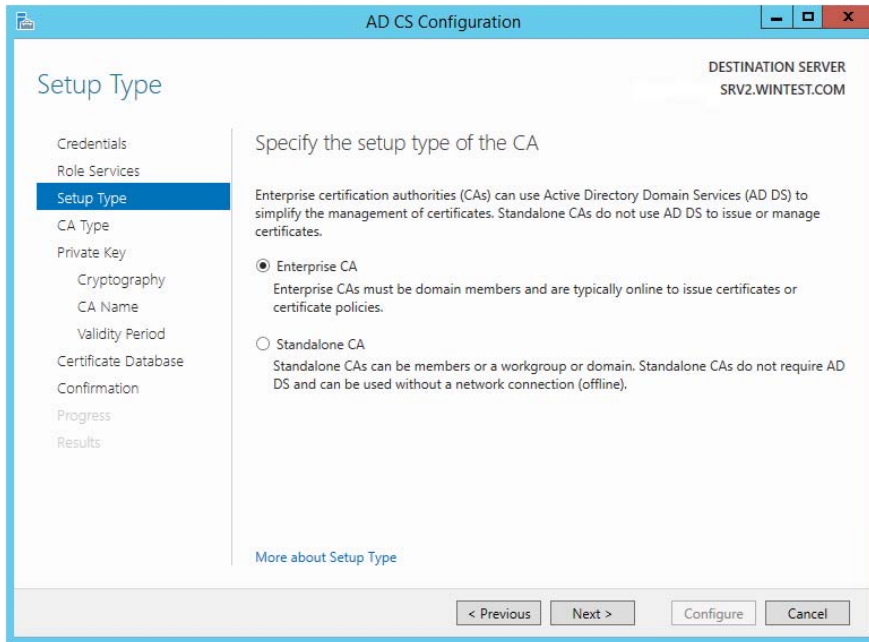 AD CS Configuration
Setup Type
DESTINATION SERVER
SRV2.WINTEST.COM
Credentials
Role Services
Setup Type
CA Type
Private Key
Cryptography
CA Name
Validity Period
Certificate Database
Confirmation
Progress
Results
Specify the setup type of the CA
Enterprise certification authorities (CAs) can use Active Directory Domain Services (AD DS) to
simplify the management of certificates. Standalone CAs do not use AD DS to issue or manage
certificates.
Enterprise CA
Enterprise CAs must be domain members and are typically online to issue certificates or
certificate policies.
Standalone CA
Standalone CAs can be members or a workgroup or domain. Standalone CAs do not require AD
DS and can be used without a network connection (offline).
More about Setup Type
< Previous
Next >
Configure
Cancel